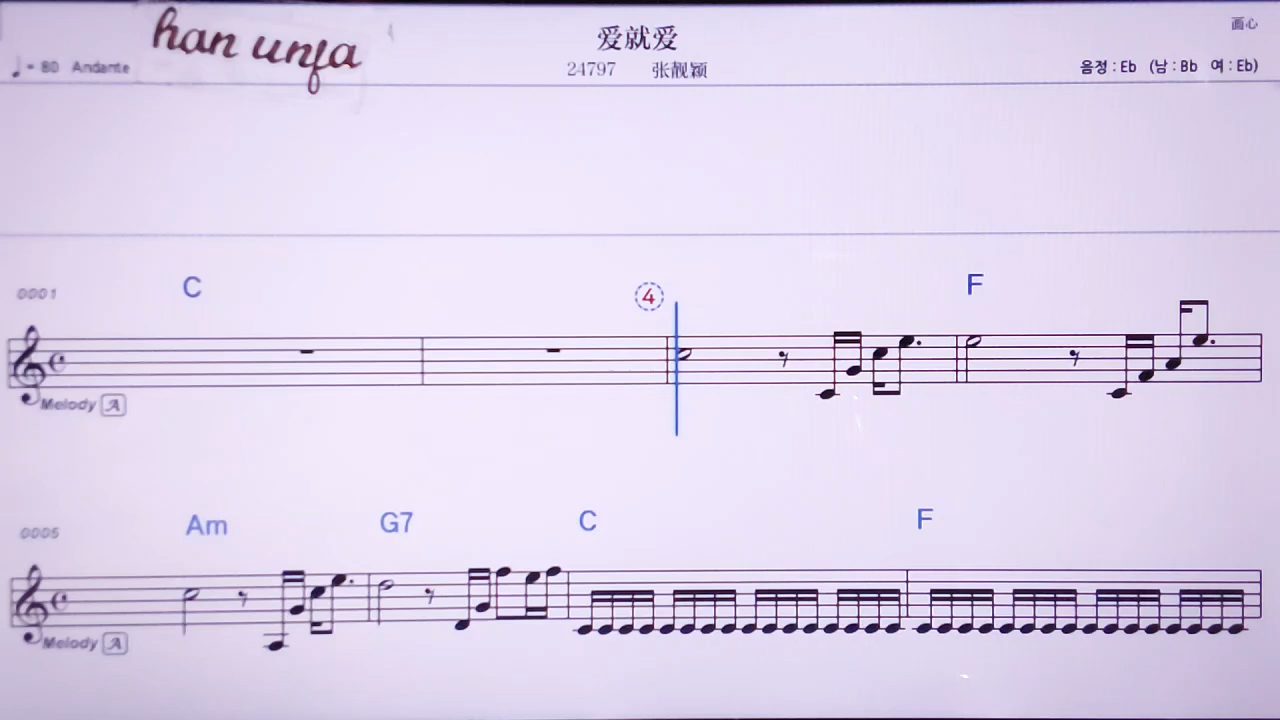 han unfa
爱就爱
画心
♩= 80 Andante
24797 张靓颖
음정 : Eb (남 : Bb 여 : Eb)
0001 C F
4
Melody A
0005 Am G7 C F
Melody A